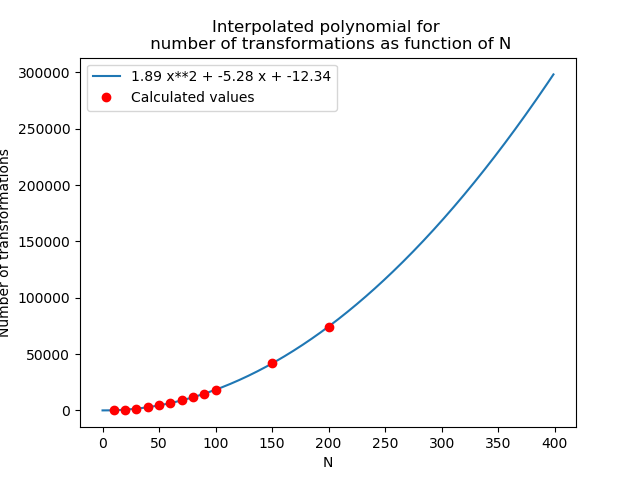 Interpolated polynomial for
number of transformations as function of N
1.89 x**2 + -5.28 x + -12.34
Calculated values
300000
250000
200000
150000
100000
50000
0
Number of transformations
0 50 100 150 200 250 300 350 400
N